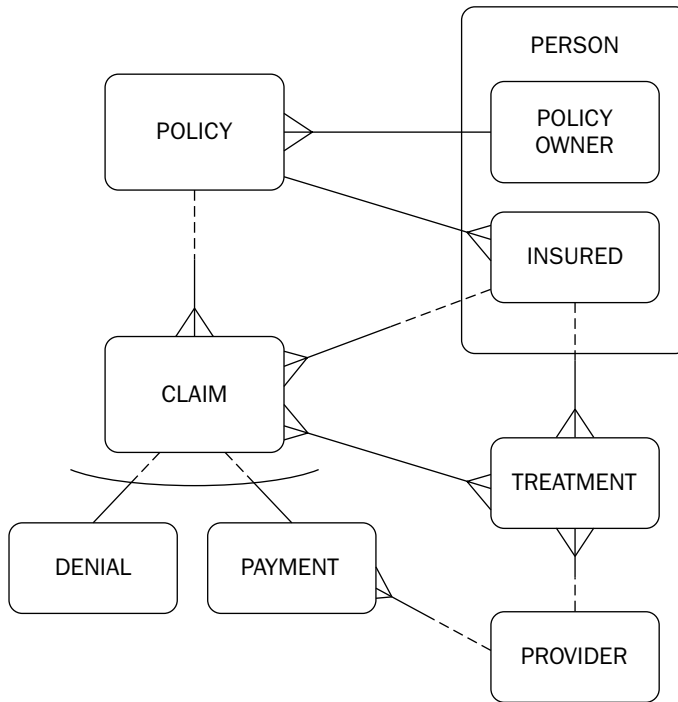 PERSON
POLICY
POLICY
OWNER
INSURED
CLAIM
TREATMENT
DENIAL
PAYMENT
PROVIDER